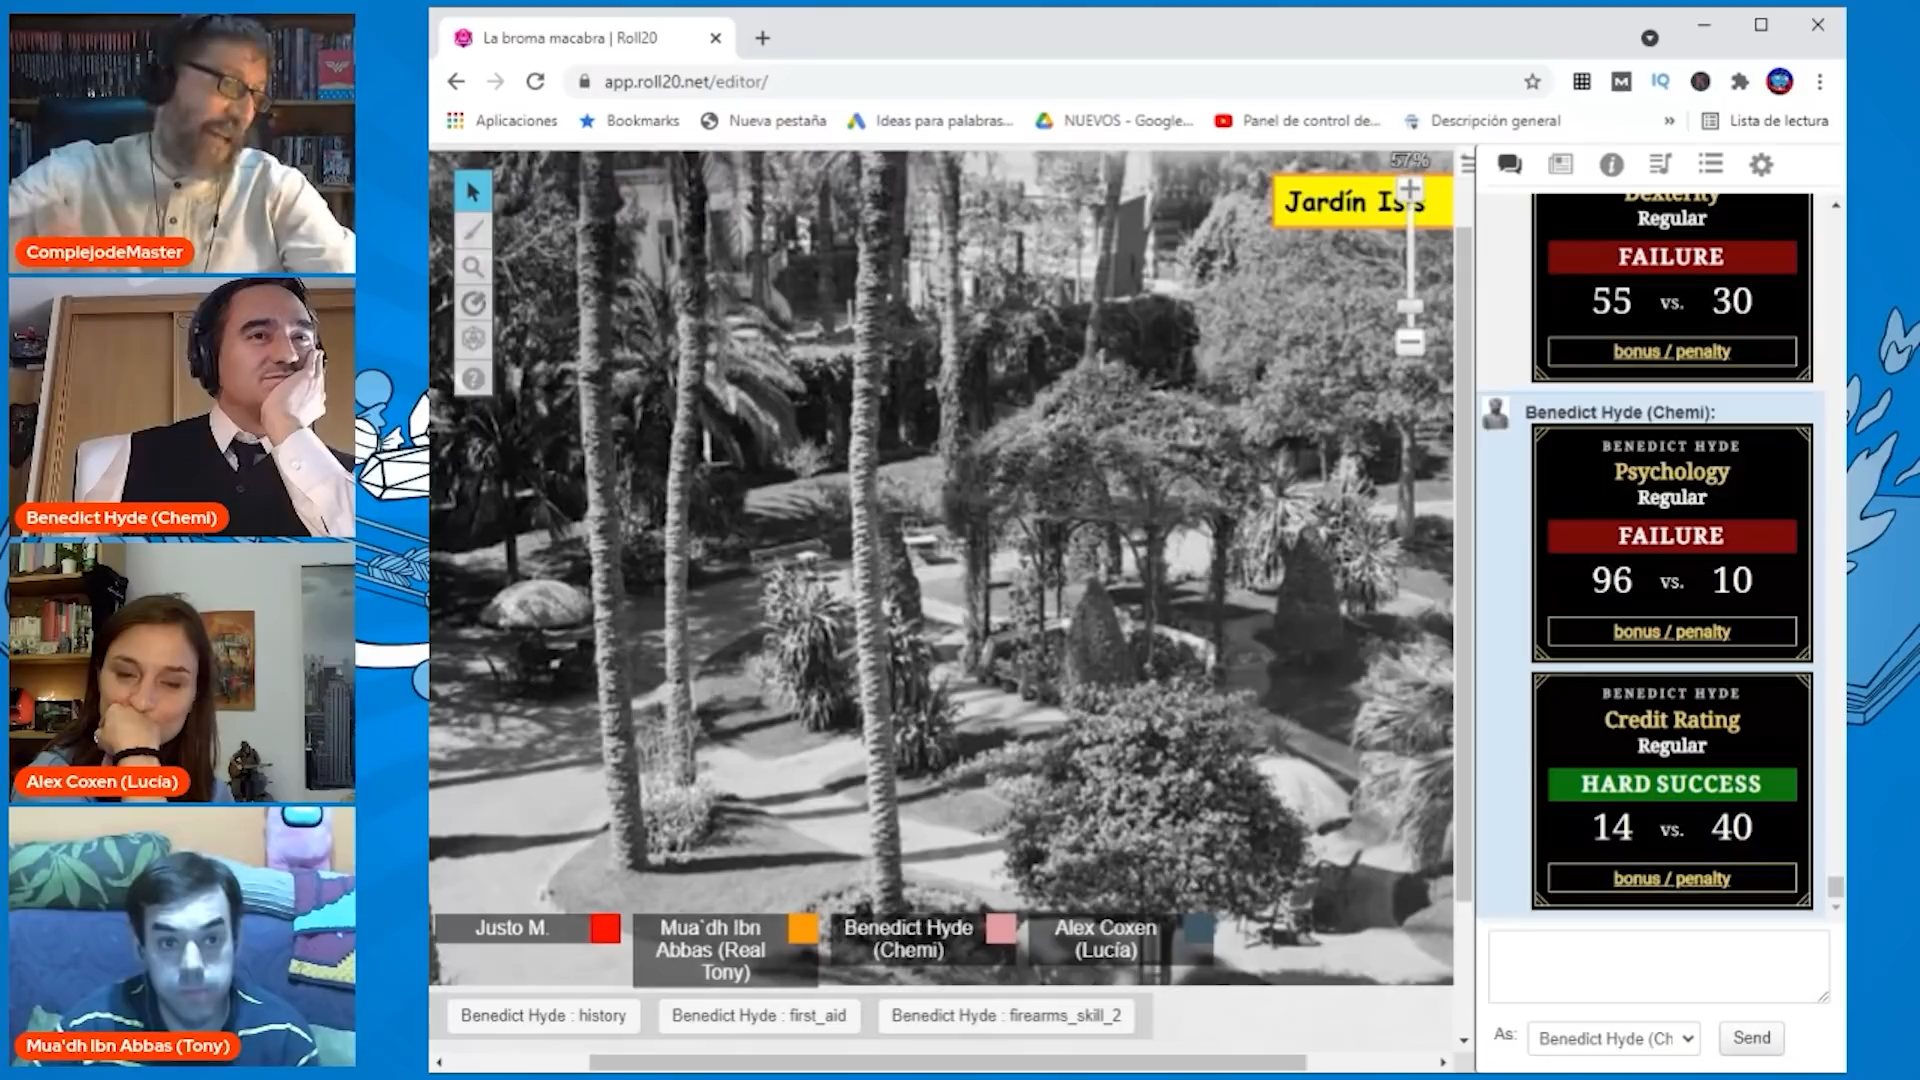 ComplejodeMaster
Benedict Hyde (Chemi)
Alex Coxen (Lucía)
Mua'dh Ibn Abbas (Tony)
La broma macabra | Roll20
app.roll20.net/editor/
Aplicaciones
Bookmarks
Nueva pestaña
Ideas para palabras...
NUEVOS - Google...
Panel de control de...
Descripción general
»
Lista de lectura
M
IQ
57%
Jardín Isis
Justo M.
Mua`dh Ibn
Abbas (Real
Tony)
Benedict Hyde
(Chemi)
Alex Coxen
(Lucía)
Benedict Hyde : history
Benedict Hyde : first_aid
Benedict Hyde : firearms_skill_2
Dexterity
Regular
FAILURE
55 vs. 30
bonus / penalty
Benedict Hyde (Chemi):
BENEDICT HYDE
Psychology
Regular
FAILURE
96 vs. 10
bonus / penalty
BENEDICT HYDE
Credit Rating
Regular
HARD SUCCESS
14 vs. 40
bonus / penalty
As:
Benedict Hyde (Ch
Send